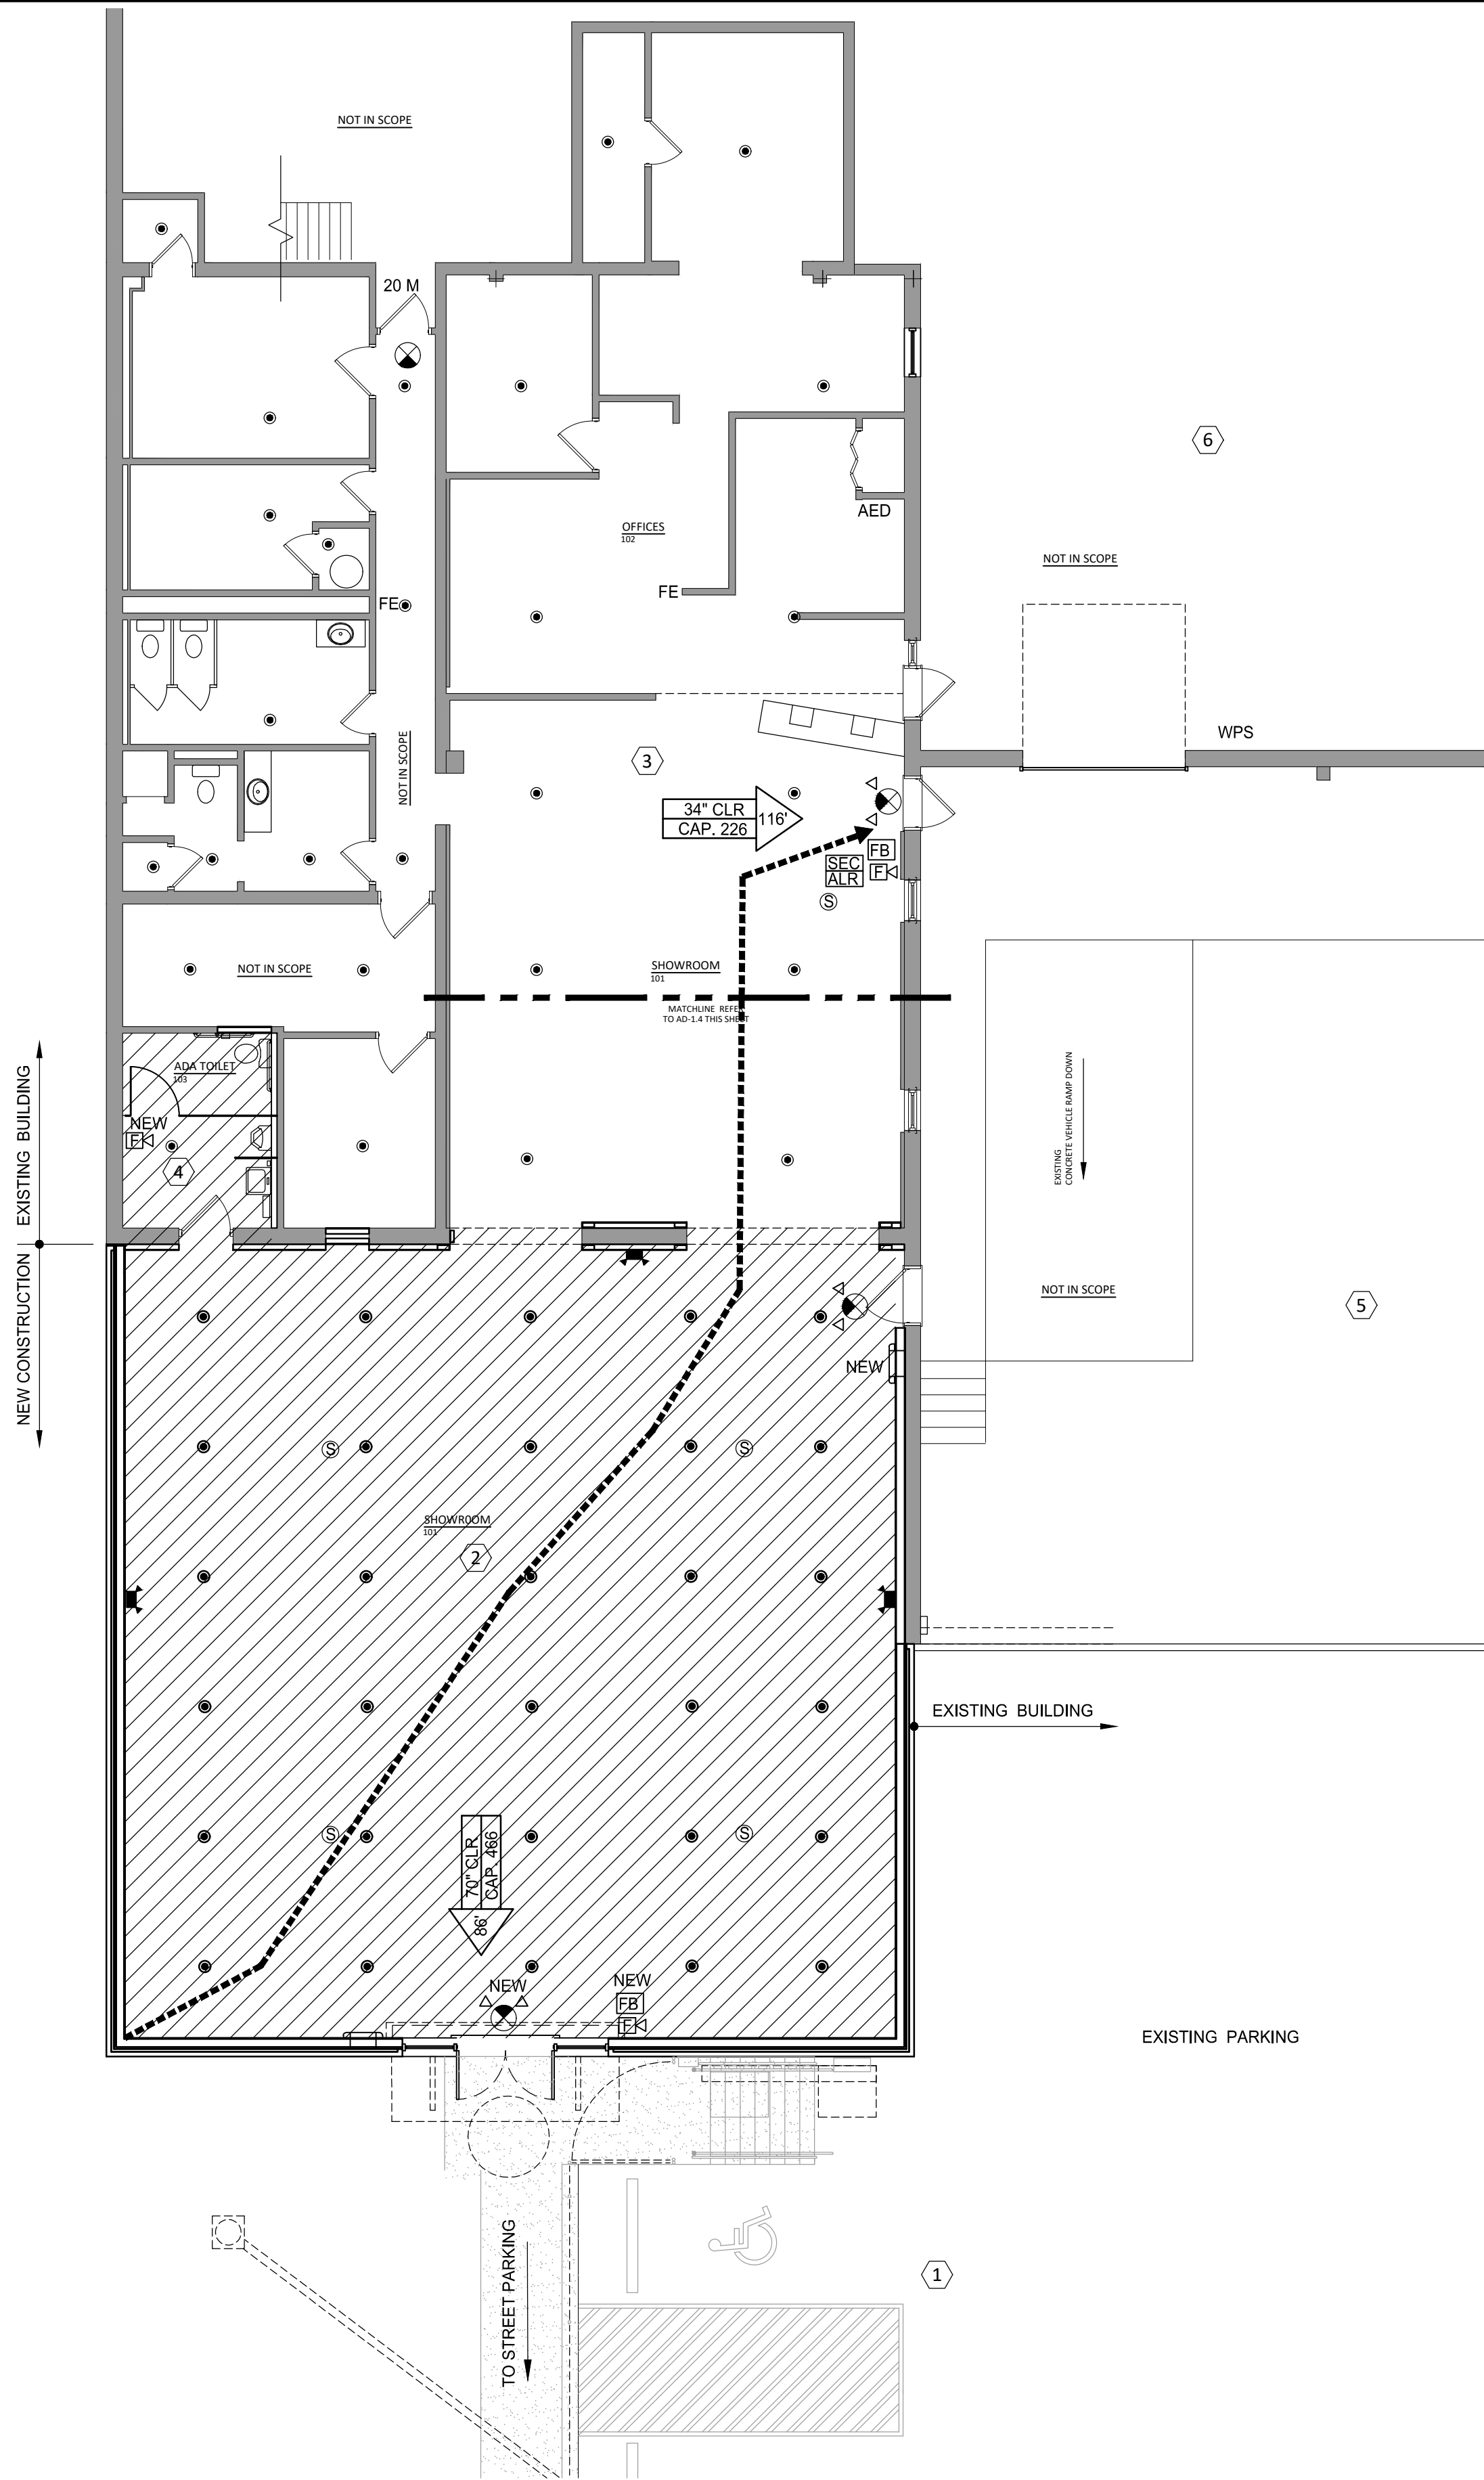 NOT IN SCOPE
20 M
6
AED
OFFICES
102
NOT IN SCOPE
FE
FE
WPS
NOT IN SCOPE
3
34" CLR
CAP. 226
116'
FB
SEC
ALR
F
S
NOT IN SCOPE
SHOWROOM
101
MATCHLINE REFER
TO AD-1.4 THIS SHEET
ADA TOILET
103
NEW
F
4
EXISTING BUILDING
NEW CONSTRUCTION
EXISTING
CONCRETE VEHICLE RAMP DOWN
NOT IN SCOPE
5
NEW
S
S
SHOWROOM
101
2
EXISTING BUILDING
S
S
70" CLR
CAP. 466
86'
NEW
NEW
FB
F
EXISTING PARKING
TO STREET PARKING
1